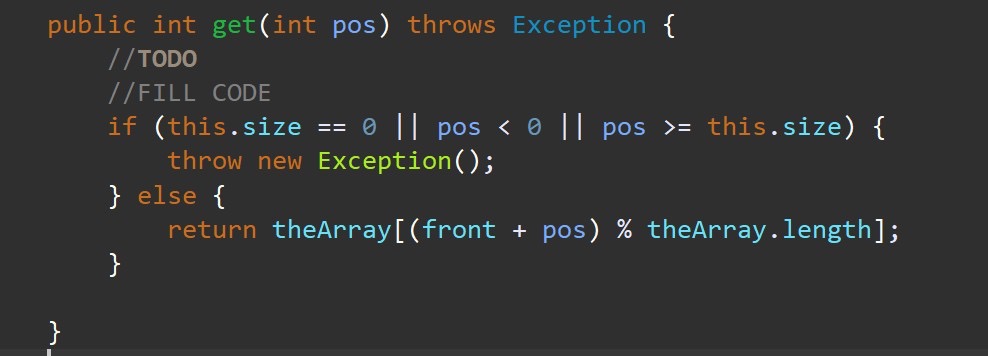 public int get(int pos) throws Exception {
    //TODO
    //FILL CODE
    if (this.size == 0 || pos < 0 || pos >= this.size) {
        throw new Exception();
    } else {
        return theArray[(front + pos) % theArray.length];
    }
}